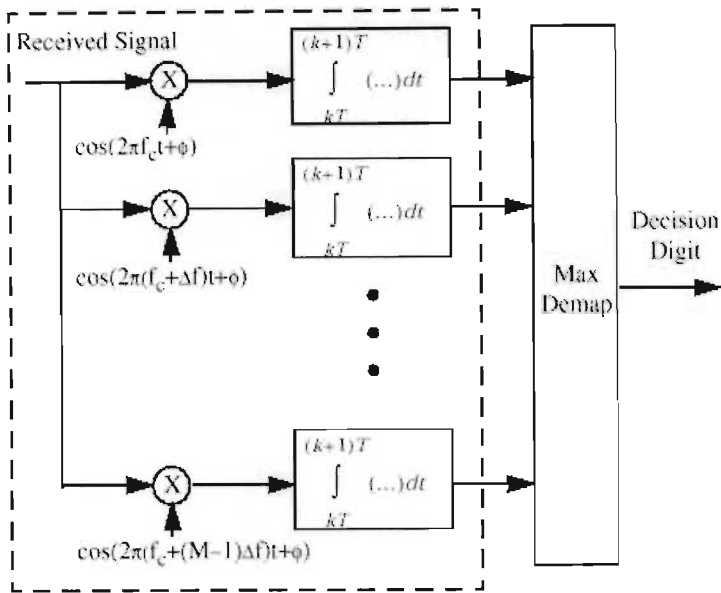 Received Signal
X
(k+1)T
∫ (...)dt
kT
cos(2πf_c t+φ)
X
(k+1)T
∫ (...)dt
kT
cos(2π(f_c+Δf)t+φ)
Max
Demap
Decision
Digit
X
(k+1)T
∫ (...)dt
kT
cos(2π(f_c+(M−1)Δf)t+φ)